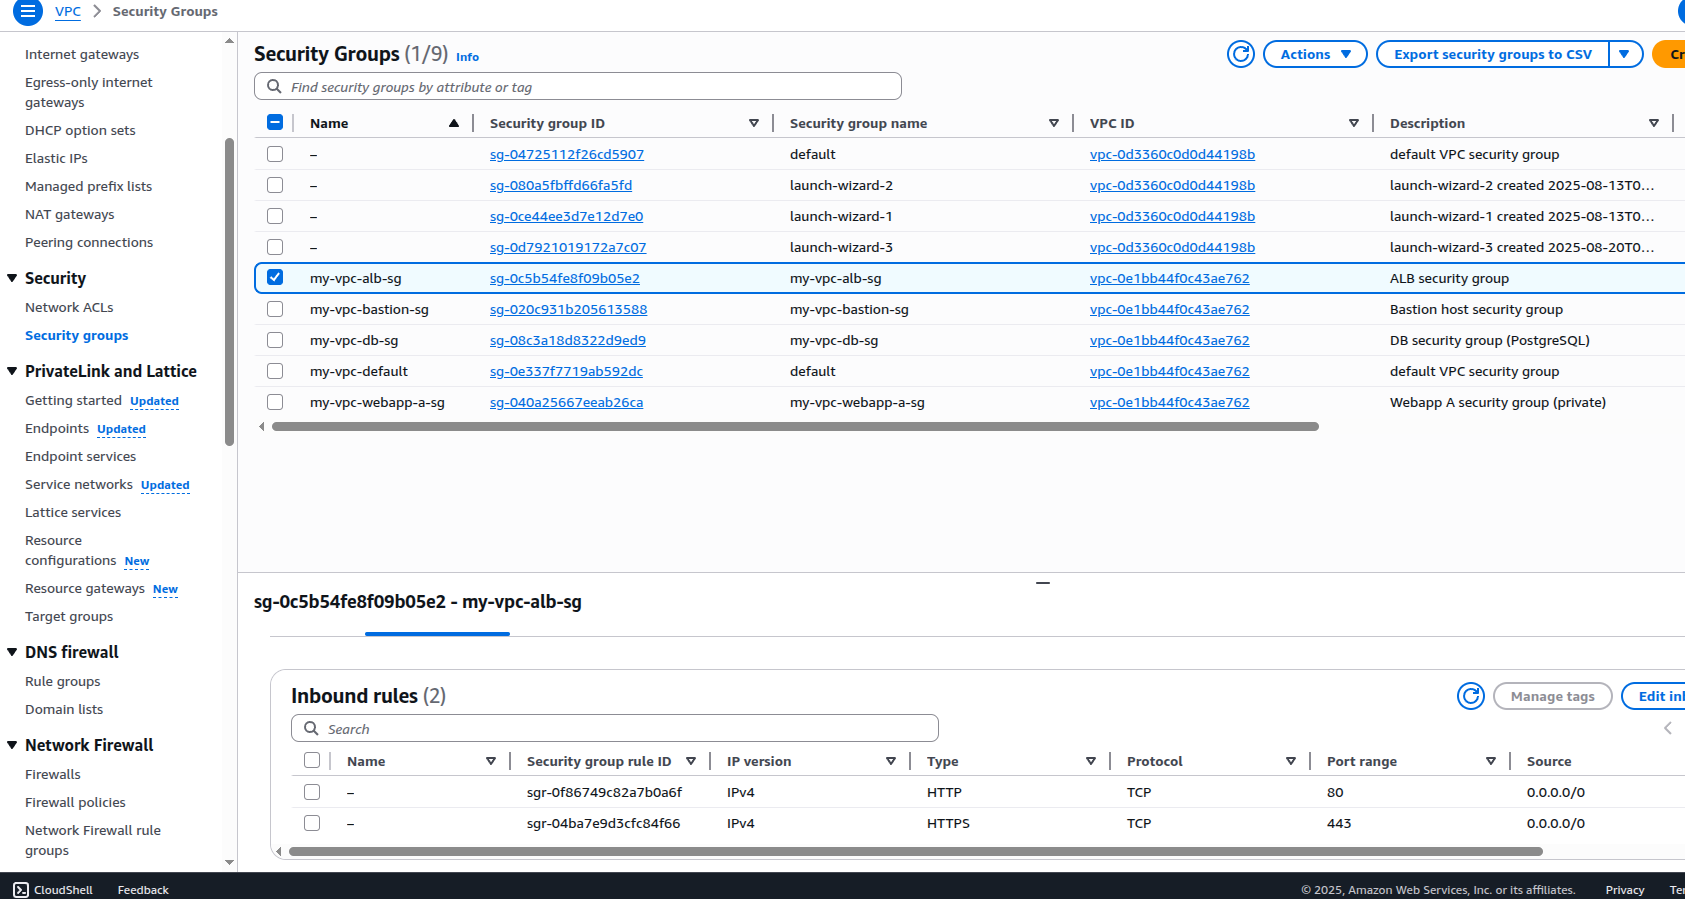 VPC > Security Groups
Internet gateways
Egress-only internet
gateways
DHCP option sets
Elastic IPs
Managed prefix lists
NAT gateways
Peering connections
Security
Network ACLs
Security groups
PrivateLink and Lattice
Getting started Updated
Endpoints Updated
Endpoint services
Service networks Updated
Lattice services
Resource
configurations New
Resource gateways New
Target groups
DNS firewall
Rule groups
Domain lists
Network Firewall
Firewalls
Firewall policies
Network Firewall rule
groups
Security Groups (1/9) Info
Actions
Export security groups to CSV
Cr
Find security groups by attribute or tag
Name Security group ID Security group name VPC ID Description
– sg-04725112f26cd5907 default vpc-0d3360c0d0d44198b default VPC security group
– sg-080a5fbffd66fa5fd launch-wizard-2 vpc-0d3360c0d0d44198b launch-wizard-2 created 2025-08-13T0...
– sg-0ce44ee3d7e12d7e0 launch-wizard-1 vpc-0d3360c0d0d44198b launch-wizard-1 created 2025-08-13T0...
– sg-0d7921019172a7c07 launch-wizard-3 vpc-0d3360c0d0d44198b launch-wizard-3 created 2025-08-20T0...
my-vpc-alb-sg sg-0c5b54fe8f09b05e2 my-vpc-alb-sg vpc-0e1bb44f0c43ae762 ALB security group
my-vpc-bastion-sg sg-020c931b205613588 my-vpc-bastion-sg vpc-0e1bb44f0c43ae762 Bastion host security group
my-vpc-db-sg sg-08c3a18d8322d9ed9 my-vpc-db-sg vpc-0e1bb44f0c43ae762 DB security group (PostgreSQL)
my-vpc-default sg-0e337f7719ab592dc default vpc-0e1bb44f0c43ae762 default VPC security group
my-vpc-webapp-a-sg sg-040a25667eeab26ca my-vpc-webapp-a-sg vpc-0e1bb44f0c43ae762 Webapp A security group (private)
sg-0c5b54fe8f09b05e2 - my-vpc-alb-sg
Inbound rules (2)
Manage tags
Edit inl
Search
Name Security group rule ID IP version Type Protocol Port range Source
– sgr-0f86749c82a7b0a6f IPv4 HTTP TCP 80 0.0.0.0/0
– sgr-04ba7e9d3cfc84f66 IPv4 HTTPS TCP 443 0.0.0.0/0
CloudShell Feedback © 2025, Amazon Web Services, Inc. or its affiliates. Privacy Ter